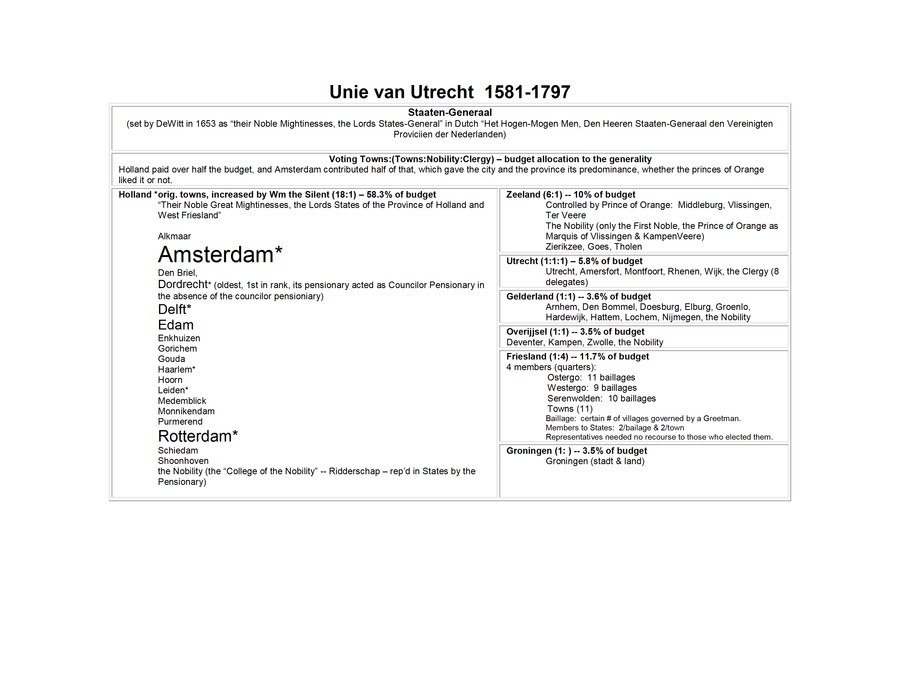 Unie van Utrecht  1581-1797
Staaten-Generaal
(set by DeWitt in 1653 as “their Noble Mightinesses, the Lords States-General” in Dutch “Het Hogen-Mogen Men, Den Heeren Staaten-Generaal den Vereinigten
Proviciien der Nederlanden)
Voting Towns:(Towns:Nobility:Clergy) – budget allocation to the generality
Holland paid over half the budget, and Amsterdam contributed half of that, which gave the city and the province its predominance, whether the princes of Orange
liked it or not.
Holland *orig. towns, increased by Wm the Silent (18:1) – 58.3% of budget
“Their Noble Great Mightinesses, the Lords States of the Province of Holland and
West Friesland”
Alkmaar
Amsterdam*
Den Briel,
Dordrecht* (oldest, 1st in rank, its pensionary acted as Councilor Pensionary in
the absence of the councilor pensioniary)
Delft*
Edam
Enkhuizen
Gorichem
Gouda
Haarlem*
Hoorn
Leiden*
Medemblick
Monnikendam
Purmerend
Rotterdam*
Schiedam
Shoonhoven
the Nobility (the “College of the Nobility” -- Ridderschap – rep’d in States by the
Pensionary)
Zeeland (6:1) -- 10% of budget
Controlled by Prince of Orange:  Middleburg, Vlissingen,
Ter Veere
The Nobility (only the First Noble, the Prince of Orange as
Marquis of Vlissingen & KampenVeere)
Zierikzee, Goes, Tholen
Utrecht (1:1:1) – 5.8% of budget
Utrecht, Amersfort, Montfoort, Rhenen, Wijk, the Clergy (8
delegates)
Gelderland (1:1) – 3.6% of budget
Arnhem, Den Bommel, Doesburg, Elburg, Groenlo,
Hardewijk, Hattem, Lochem, Nijmegen, the Nobility
Overijjsel (1:1) -- 3.5% of budget
Deventer, Kampen, Zwolle, the Nobility
Friesland (1:4) -- 11.7% of budget
4 members (quarters):
Ostergo:  11 baillages
Westergo:  9 baillages
Serenwolden:  10 baillages
Towns (11)
Baillage:  certain # of villages governed by a Greetman.
Members to States:  2/bailage & 2/town
Representatives needed no recourse to those who elected them.
Groningen (1: ) -- 3.5% of budget
Groningen (stadt & land)